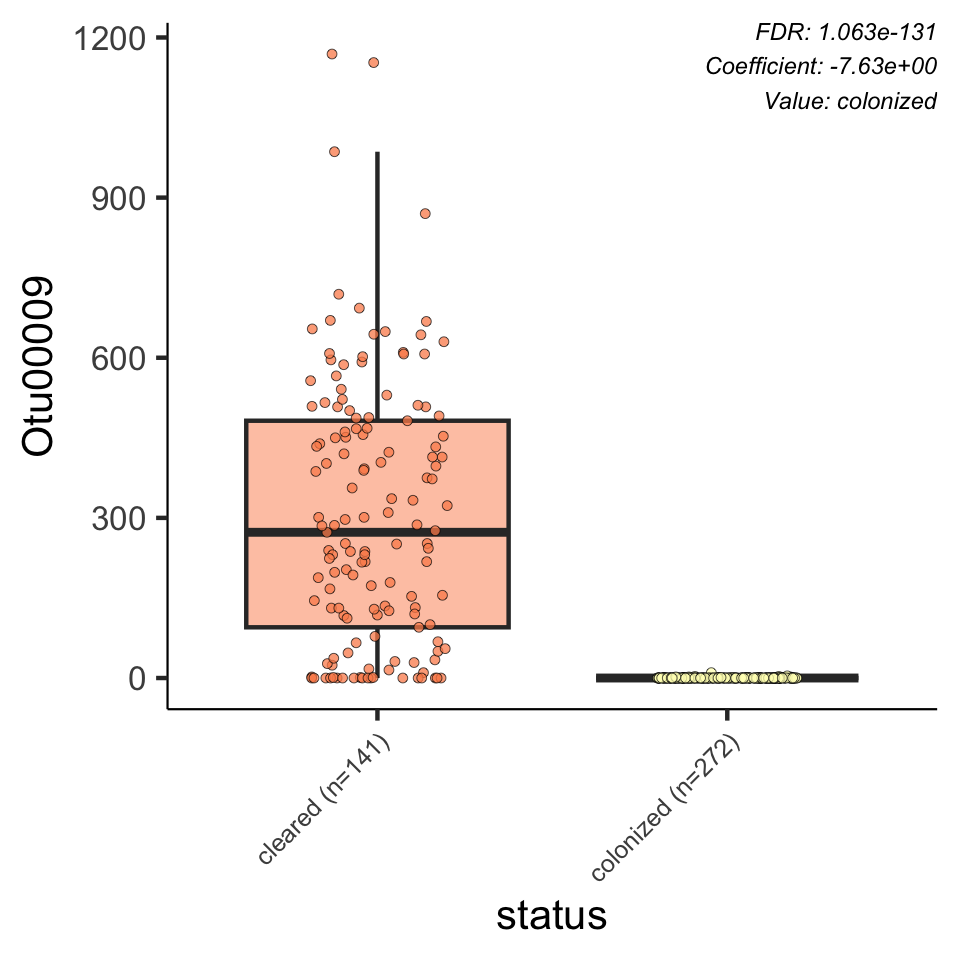 FDR: 1.063e-131
Coefficient: -7.63e+00
Value: colonized
1200
900
600
300
0
Otu00009
cleared (n=141)
colonized (n=272)
status